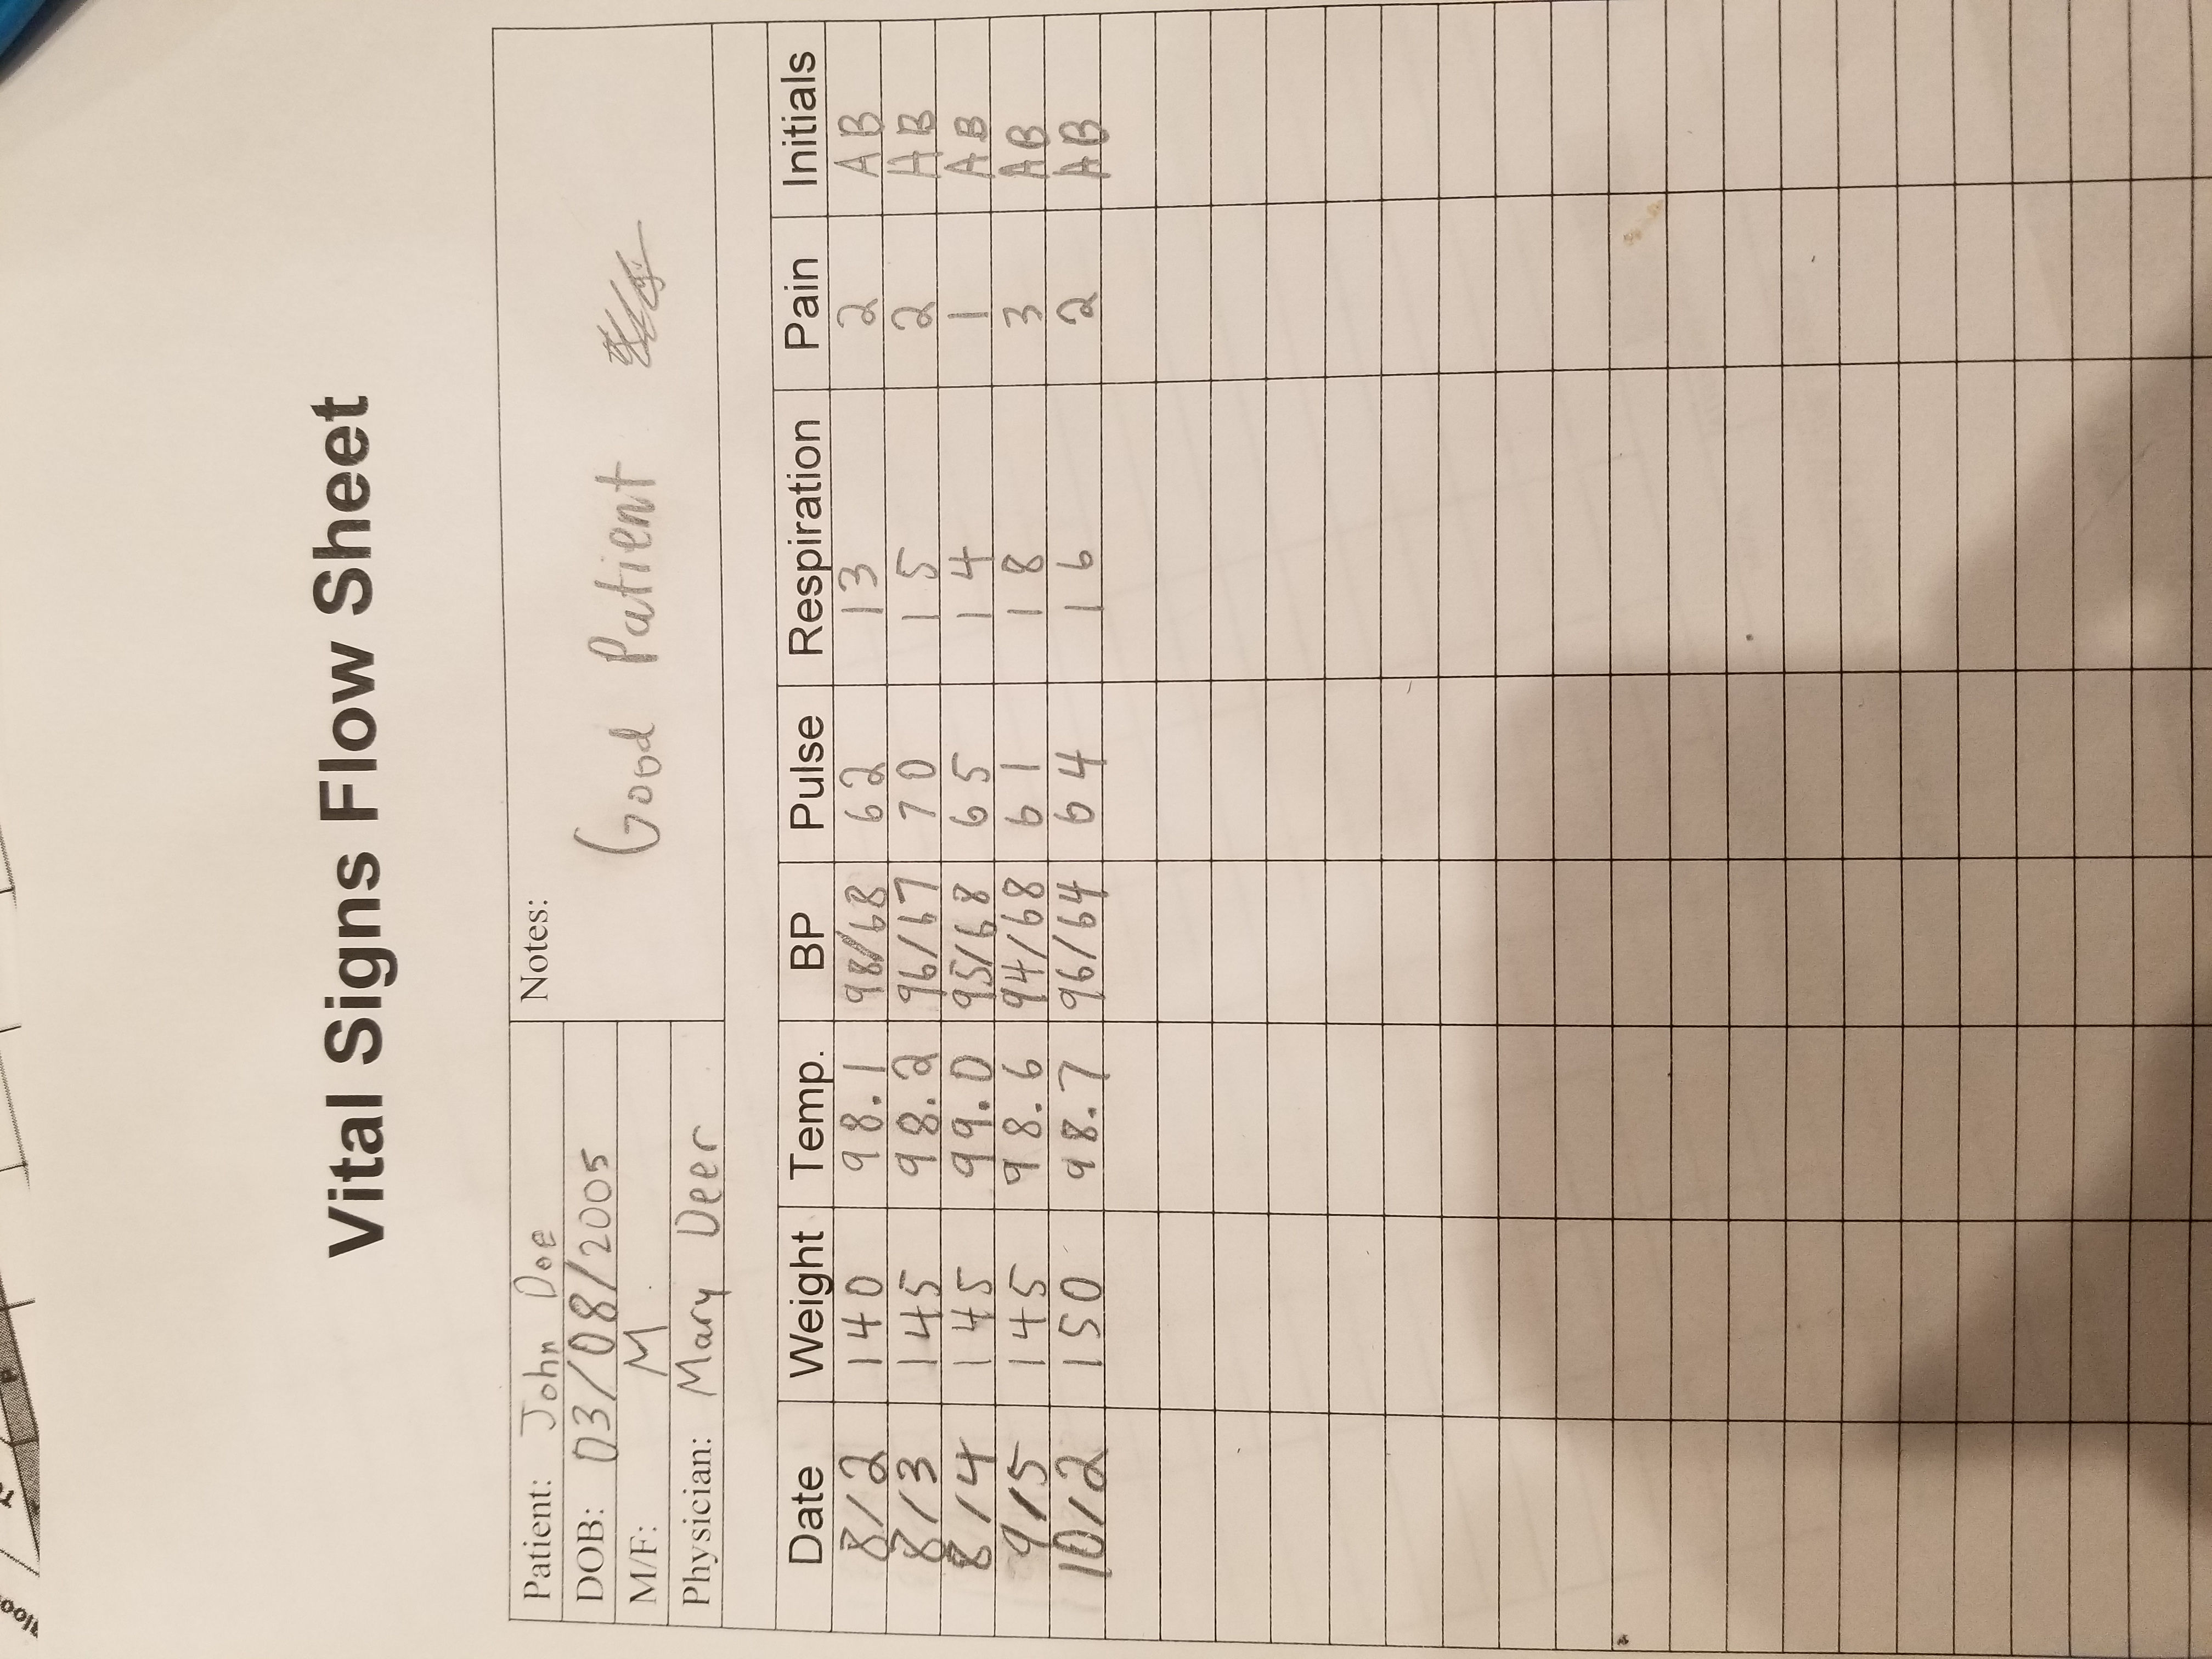 Vital Signs Flow Sheet
Patient: John Doe
DOB: 03/08/2005
M/F: M
Physician: Mary Deer
Notes:
Good Patient
Date Weight Temp. BP Pulse Respiration Pain Initials
8/2 140 98.1 98/68 62 13 2 AB
8/3 145 98.2 96/67 70 15 2 AB
8/4 145 99.0 95/68 65 14 1 AB
9/5 145 98.6 94/68 61 18 3 AB
10/2 150 98.7 96/64 64 16 2 AB